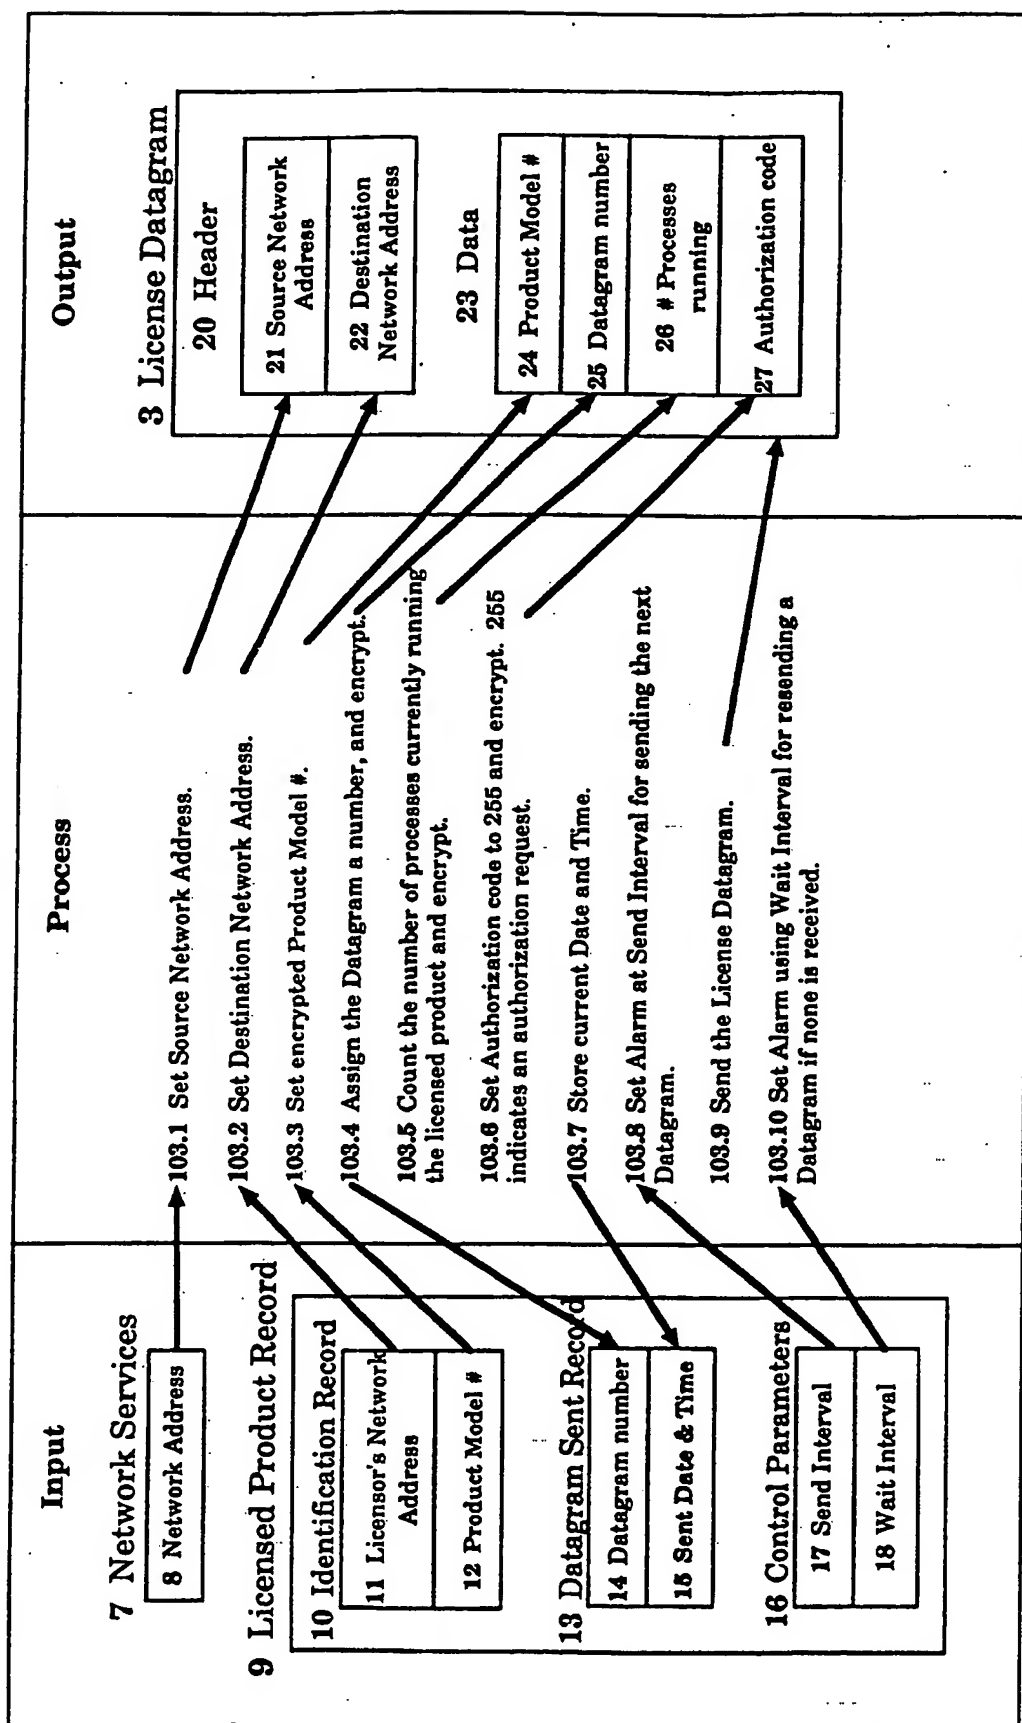 Input
7 Network Services
8 Network Address
9 Licensed Product Record
10 Identification Record
11 Licensor's Network
Address
12 Product Model #
13 Datagram Sent Record
14 Datagram number
15 Sent Date & Time
16 Control Parameters
17 Send Interval
18 Wait Interval
Process
103.1 Set Source Network Address.
103.2 Set Destination Network Address.
103.3 Set encrypted Product Model #.
103.4 Assign the Datagram a number, and encrypt.
103.5 Count the number of processes currently running
the licensed product and encrypt.
103.6 Set Authorization code to 255 and encrypt. 255
indicates an authorization request.
103.7 Store current Date and Time.
103.8 Set Alarm at Send Interval for sending the next
Datagram.
103.9 Send the License Datagram.
103.10 Set Alarm using Wait Interval for resending a
Datagram if none is received.
Output
3 License Datagram
20 Header
21 Source Network
Address
22 Destination
Network Address
23 Data
24 Product Model #
25 Datagram number
26 # Processes
running
27 Authorization code